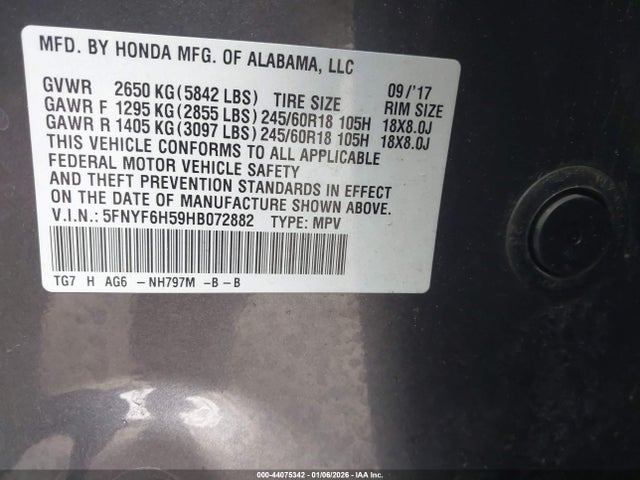 MFD. BY HONDA MFG. OF ALABAMA, LLC
GVWR 2650 KG (5842 LBS) TIRE SIZE 09/'17 RIM SIZE
GAWR F 1295 KG (2855 LBS) 245/60R18 105H 18X8.0J
GAWR R 1405 KG (3097 LBS) 245/60R18 105H 18X8.0J
THIS VEHICLE CONFORMS TO ALL APPLICABLE
FEDERAL MOTOR VEHICLE SAFETY
AND THEFT PREVENTION STANDARDS IN EFFECT
ON THE DATE OF MANUFACTURE SHOWN ABOVE.
V.I.N.: 5FNYF6H59HB072882 TYPE: MPV
TG7 H AG6 -NH797M -B-B
000-44075342 - 01/06/2026 - IAA Inc.